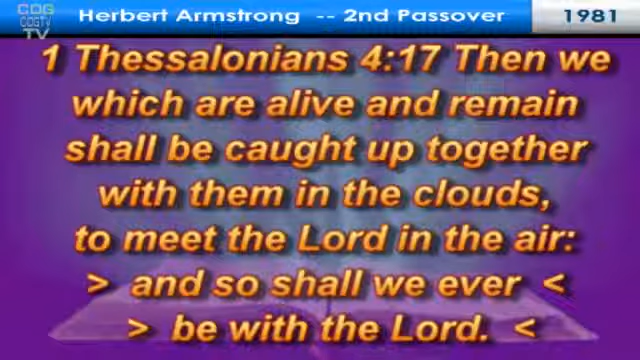 CDG
CDGTV
TV
Herbert Armstrong -- 2nd Passover
1981
1 Thessalonians 4:17 Then we
which are alive and remain
shall be caught up together
with them in the clouds,
to meet the Lord in the air:
> and so shall we ever <
> be with the Lord. <